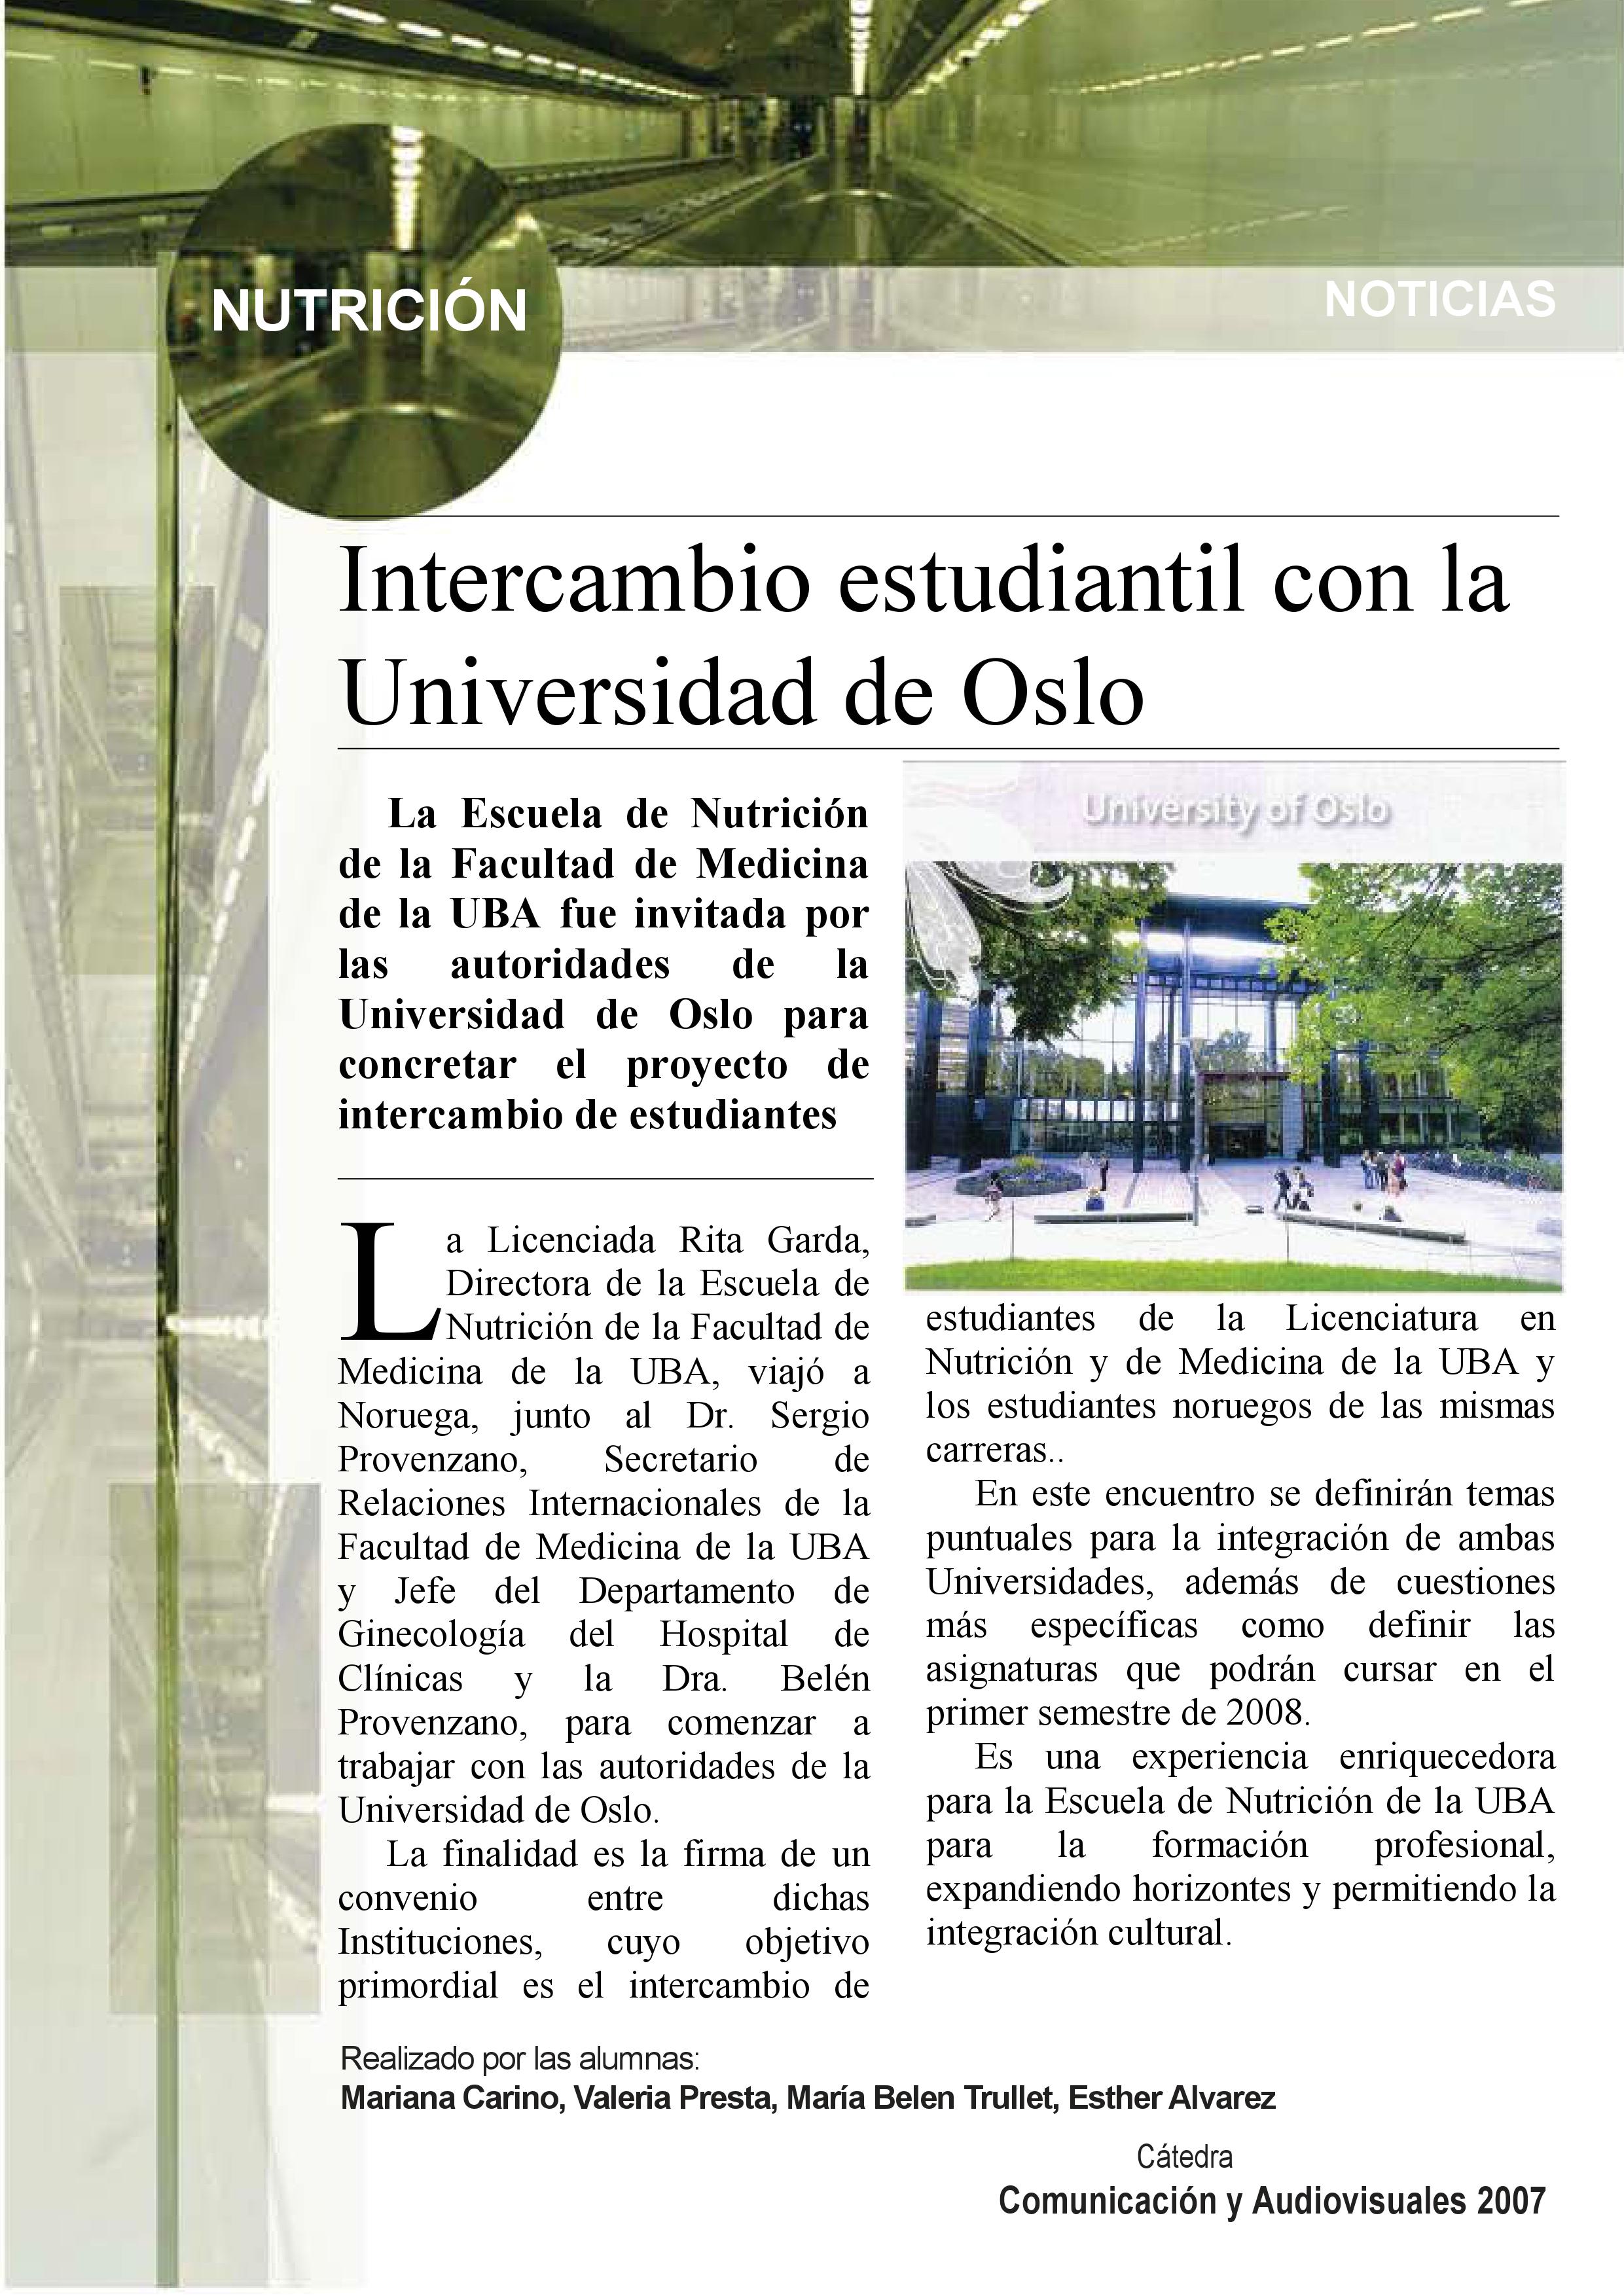 NUTRICIÓN
NOTICIAS
Intercambio estudiantil con la
Universidad de Oslo
La Escuela de Nutrición
de la Facultad de Medicina
de la UBA fue invitada por
las autoridades de la
Universidad de Oslo para
concretar el proyecto de
intercambio de estudiantes
University of Oslo
La Licenciada Rita Garda,
Directora de la Escuela de
Nutrición de la Facultad de
Medicina de la UBA, viajó a
Noruega, junto al Dr. Sergio
Provenzano, Secretario de
Relaciones Internacionales de la
Facultad de Medicina de la UBA
y Jefe del Departamento de
Ginecología del Hospital de
Clínicas y la Dra. Belén
Provenzano, para comenzar a
trabajar con las autoridades de la
Universidad de Oslo.
La finalidad es la firma de un
convenio entre dichas
Instituciones, cuyo objetivo
primordial es el intercambio de
estudiantes de la Licenciatura en
Nutrición y de Medicina de la UBA y
los estudiantes noruegos de las mismas
carreras..
En este encuentro se definirán temas
puntuales para la integración de ambas
Universidades, además de cuestiones
más específicas como definir las
asignaturas que podrán cursar en el
primer semestre de 2008.
Es una experiencia enriquecedora
para la Escuela de Nutrición de la UBA
para la formación profesional,
expandiendo horizontes y permitiendo la
integración cultural.
Realizado por las alumnas:
Mariana Carino, Valeria Presta, María Belen Trullet, Esther Alvarez
Cátedra
Comunicación y Audiovisuales 2007